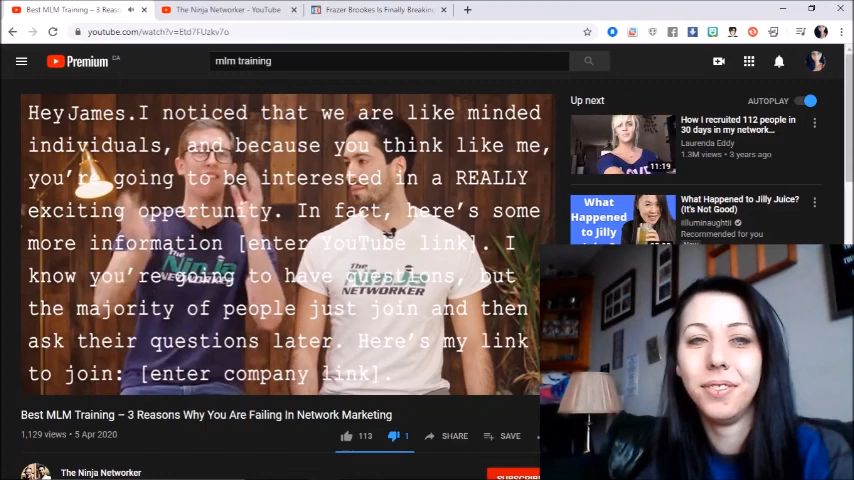 Best MLM Training – 3 Reaso
The Ninja Networker - YouTube
Frazer Brookes Is Finally Breakin
youtube.com/watch?v=Etd7FUzkv7o
Premium CA
mlm training
Hey James. I noticed that we are like minded
individuals, and because you think like me,
you're going to be interested in a REALLY
exciting opportunity. In fact, here's some
more information [enter YouTube link]. I
know you're going to have questions, but
the majority of people just join and then
ask their questions later. Here's my link
to join: [enter company link].
The Ninja
NETWORKER
The Ninja
NETWORKER
Up next
AUTOPLAY
How I recruited 112 people in
30 days in my network...
Laurenda Eddy
1.3M views • 3 years ago
11:19
What
Happened
to Jilly
What Happened to Jilly Juice?
(It's Not Good)
illuminaughtii
Recommended for you
Best MLM Training – 3 Reasons Why You Are Failing In Network Marketing
1,129 views • 5 Apr 2020
113
1
SHARE
SAVE
The Ninja Networker